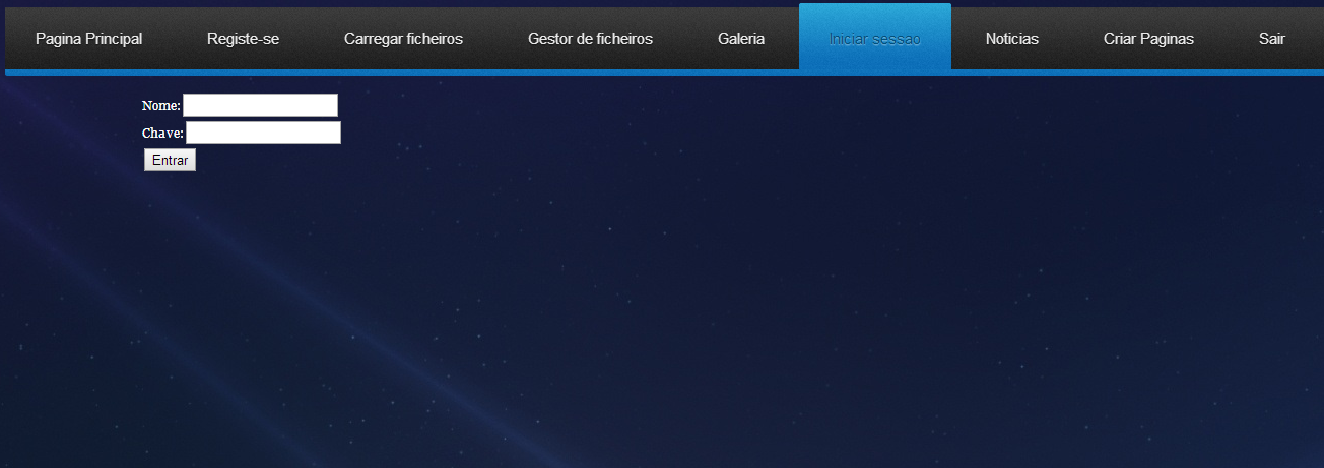 Pagina Principal Registe-se Carregar ficheiros Gestor de ficheiros Galeria Iniciar sessao Noticias Criar Paginas Sair
Nome:
Chave:
Entrar